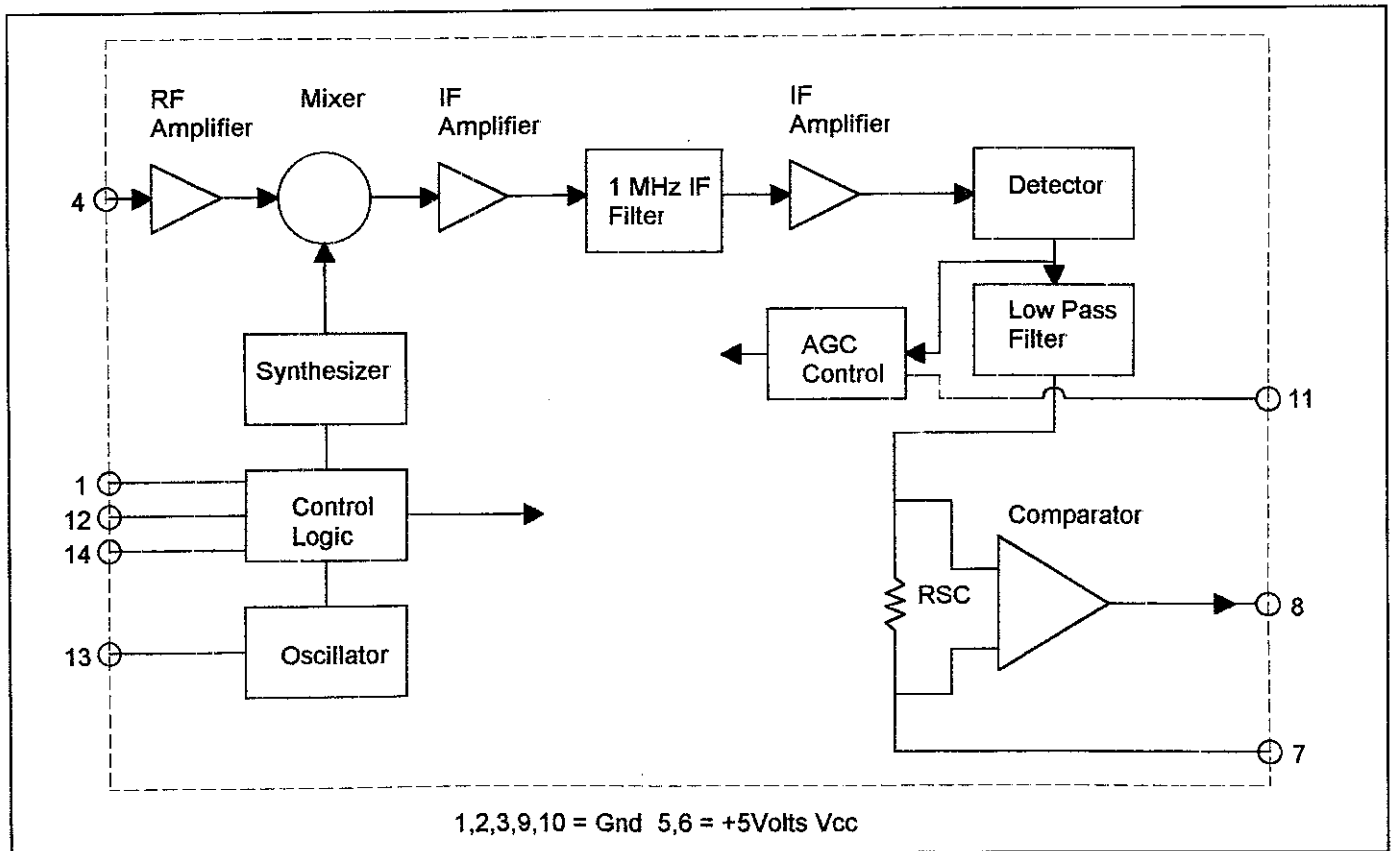 RF
Amplifier
Mixer
IF
Amplifier
IF
Amplifier
4
1 MHz IF
Filter
Detector
Low Pass
Filter
AGC
Control
11
Synthesizer
1
12
14
Control
Logic
Comparator
RSC
8
13
Oscillator
7
1,2,3,9,10 = Gnd 5,6 = +5Volts Vcc